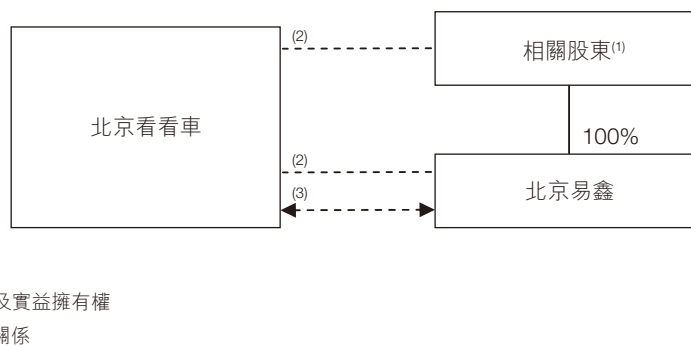 (2)
相關股東(1)
北京看看車
100%
(2)
北京易鑫
(3)
及實益擁有權
關係